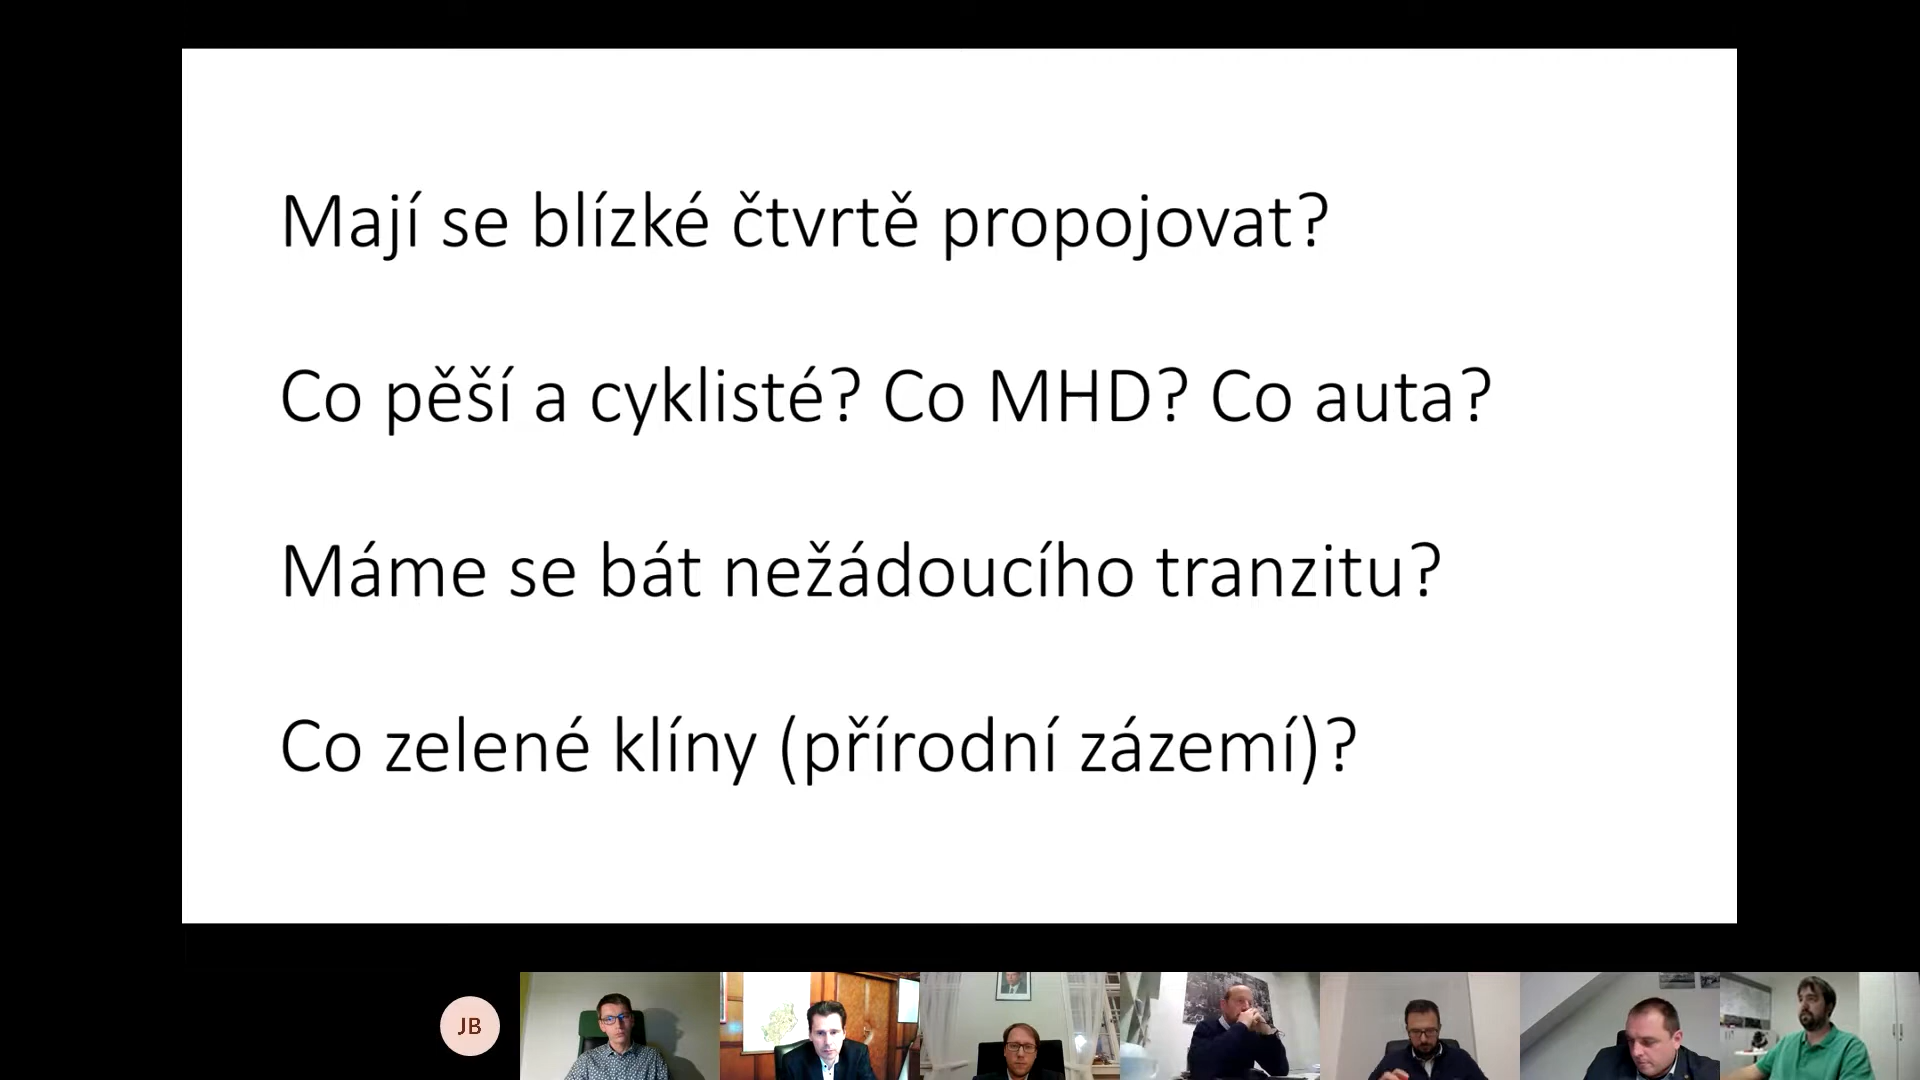 Mají se blízké čtvrtě propojovat?
Co pěší a cyklisté? Co MHD? Co auta?
Máme se bát nežádoucího tranzitu?
Co zelené klíny (přírodní zázemí)?
JB